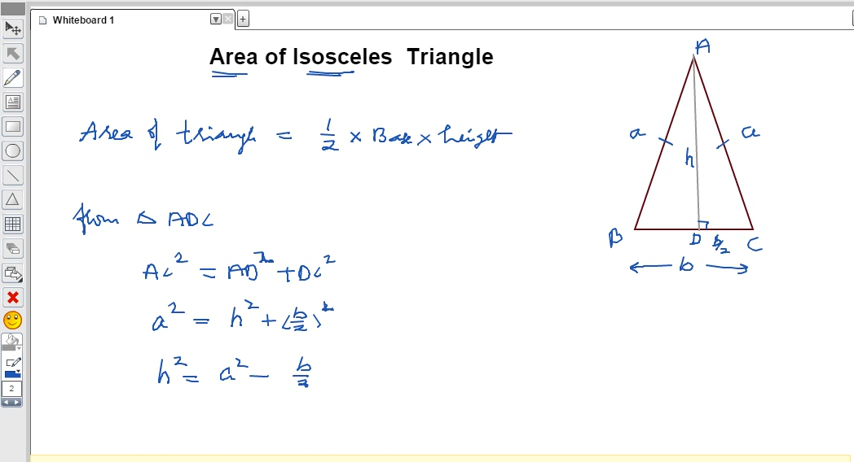 Whiteboard 1
Area of Isosceles Triangle
Area of triangle = 1/2 × Base × height
from △ ADC
AC² = AD² + DC²
a² = h² + (b/2)²
h² = a² - b/2
A
a
a
h
B
D
b/2
C
b
2